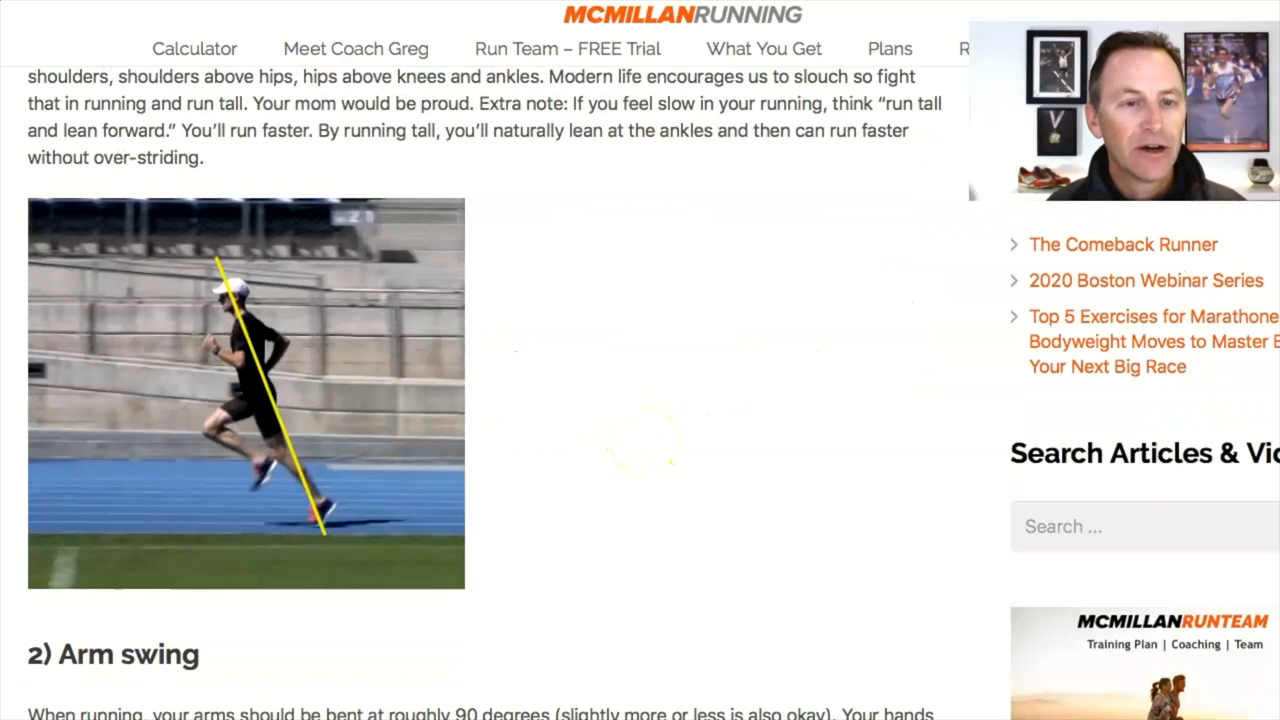 MCMILLANRUNNING
Calculator Meet Coach Greg Run Team – FREE Trial What You Get Plans R
shoulders, shoulders above hips, hips above knees and ankles. Modern life encourages us to slouch so fight
that in running and run tall. Your mom would be proud. Extra note: If you feel slow in your running, think “run tall
and lean forward.” You’ll run faster. By running tall, you’ll naturally lean at the ankles and then can run faster
without over-striding.
2) Arm swing
When running, your arms should be bent at roughly 90 degrees (slightly more or less is also okay). Your hands
The Comeback Runner
2020 Boston Webinar Series
Top 5 Exercises for Marathone
Bodyweight Moves to Master
Your Next Big Race
Search Articles & Vi
Search ...
MCMILLANRUNTEAM
Training Plan | Coaching | Team